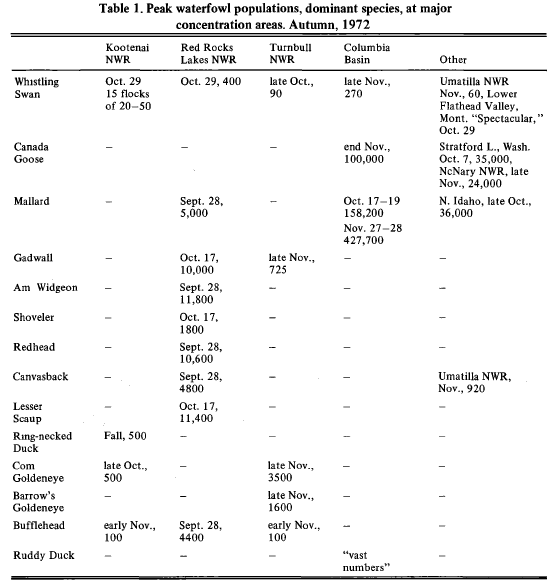 Table 1. Peak waterfowl populations, dominant species, at major
concentration areas. Autumn, 1972
Kootenai NWR | Red Rocks Lakes NWR | Turnbull NWR | Columbia Basin | Other
Whistling Swan | Oct. 29 15 flocks of 20–50 | Oct. 29, 400 | late Oct., 90 | late Nov., 270 | Umatilla NWR Nov., 60, Lower Flathead Valley, Mont. “Spectacular,” Oct. 29
Canada Goose | – | – | – | end Nov., 100,000 | Stratford L., Wash. Oct. 7, 35,000, NcNary NWR, late Nov., 24,000
Mallard | – | Sept. 28, 5,000 | – | Oct. 17–19 158,200 Nov. 27–28 427,700 | N. Idaho, late Oct., 36,000
Gadwall | – | Oct. 17, 10,000 | late Nov., 725 | – | –
Am Widgeon | – | Sept. 28, 11,800 | – | – | –
Shoveler | – | Oct. 17, 1800 | – | – | –
Redhead | – | Sept. 28, 10,600 | – | – | –
Canvasback | – | Sept. 28, 4800 | – | – | Umatilla NWR, Nov., 920
Lesser Scaup | – | Oct. 17, 11,400 | – | – | –
Ring-necked Duck | Fall, 500 | – | – | – | –
Com Goldeneye | late Oct., 500 | | late Nov., 3500 | – | –
Barrow's Goldeneye | – | – | late Nov., 1600 | – | –
Bufflehead | early Nov., 100 | Sept. 28, 4400 | early Nov., 100 | – | –
Ruddy Duck | – | – | – | “vast numbers” | –